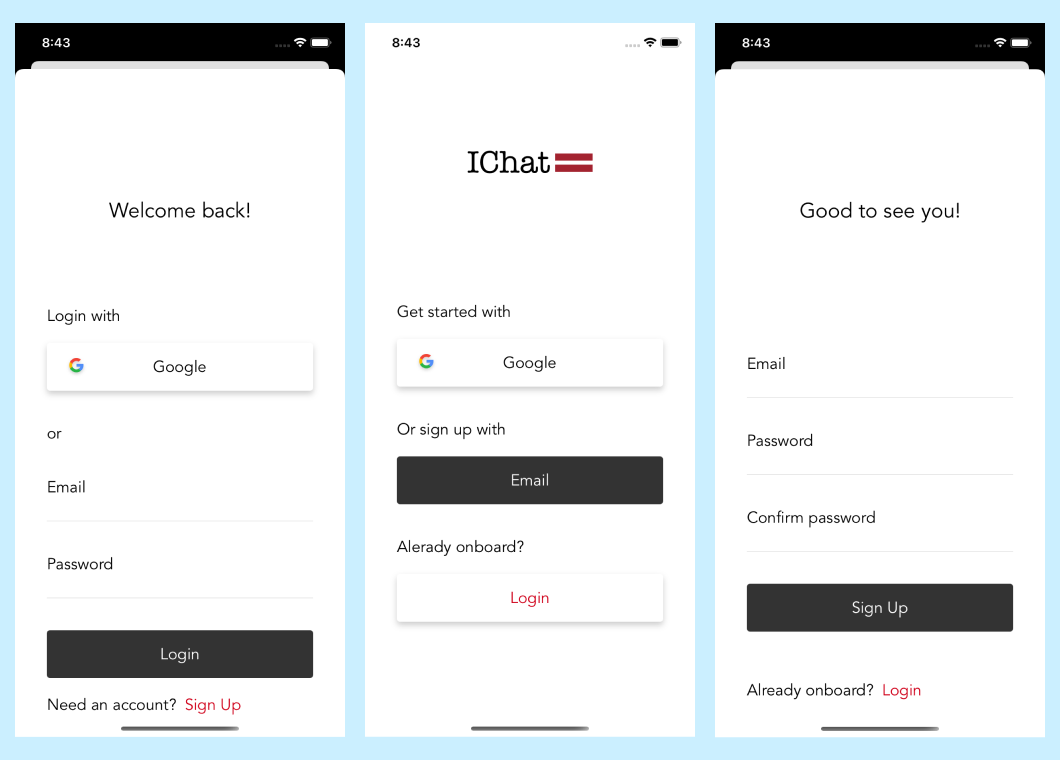 8:43
Welcome back!
Login with
Google
or
Email
Password
Login
Need an account? Sign Up
8:43
IChat
Get started with
Google
Or sign up with
Email
Alerady onboard?
Login
8:43
Good to see you!
Email
Password
Confirm password
Sign Up
Already onboard? Login